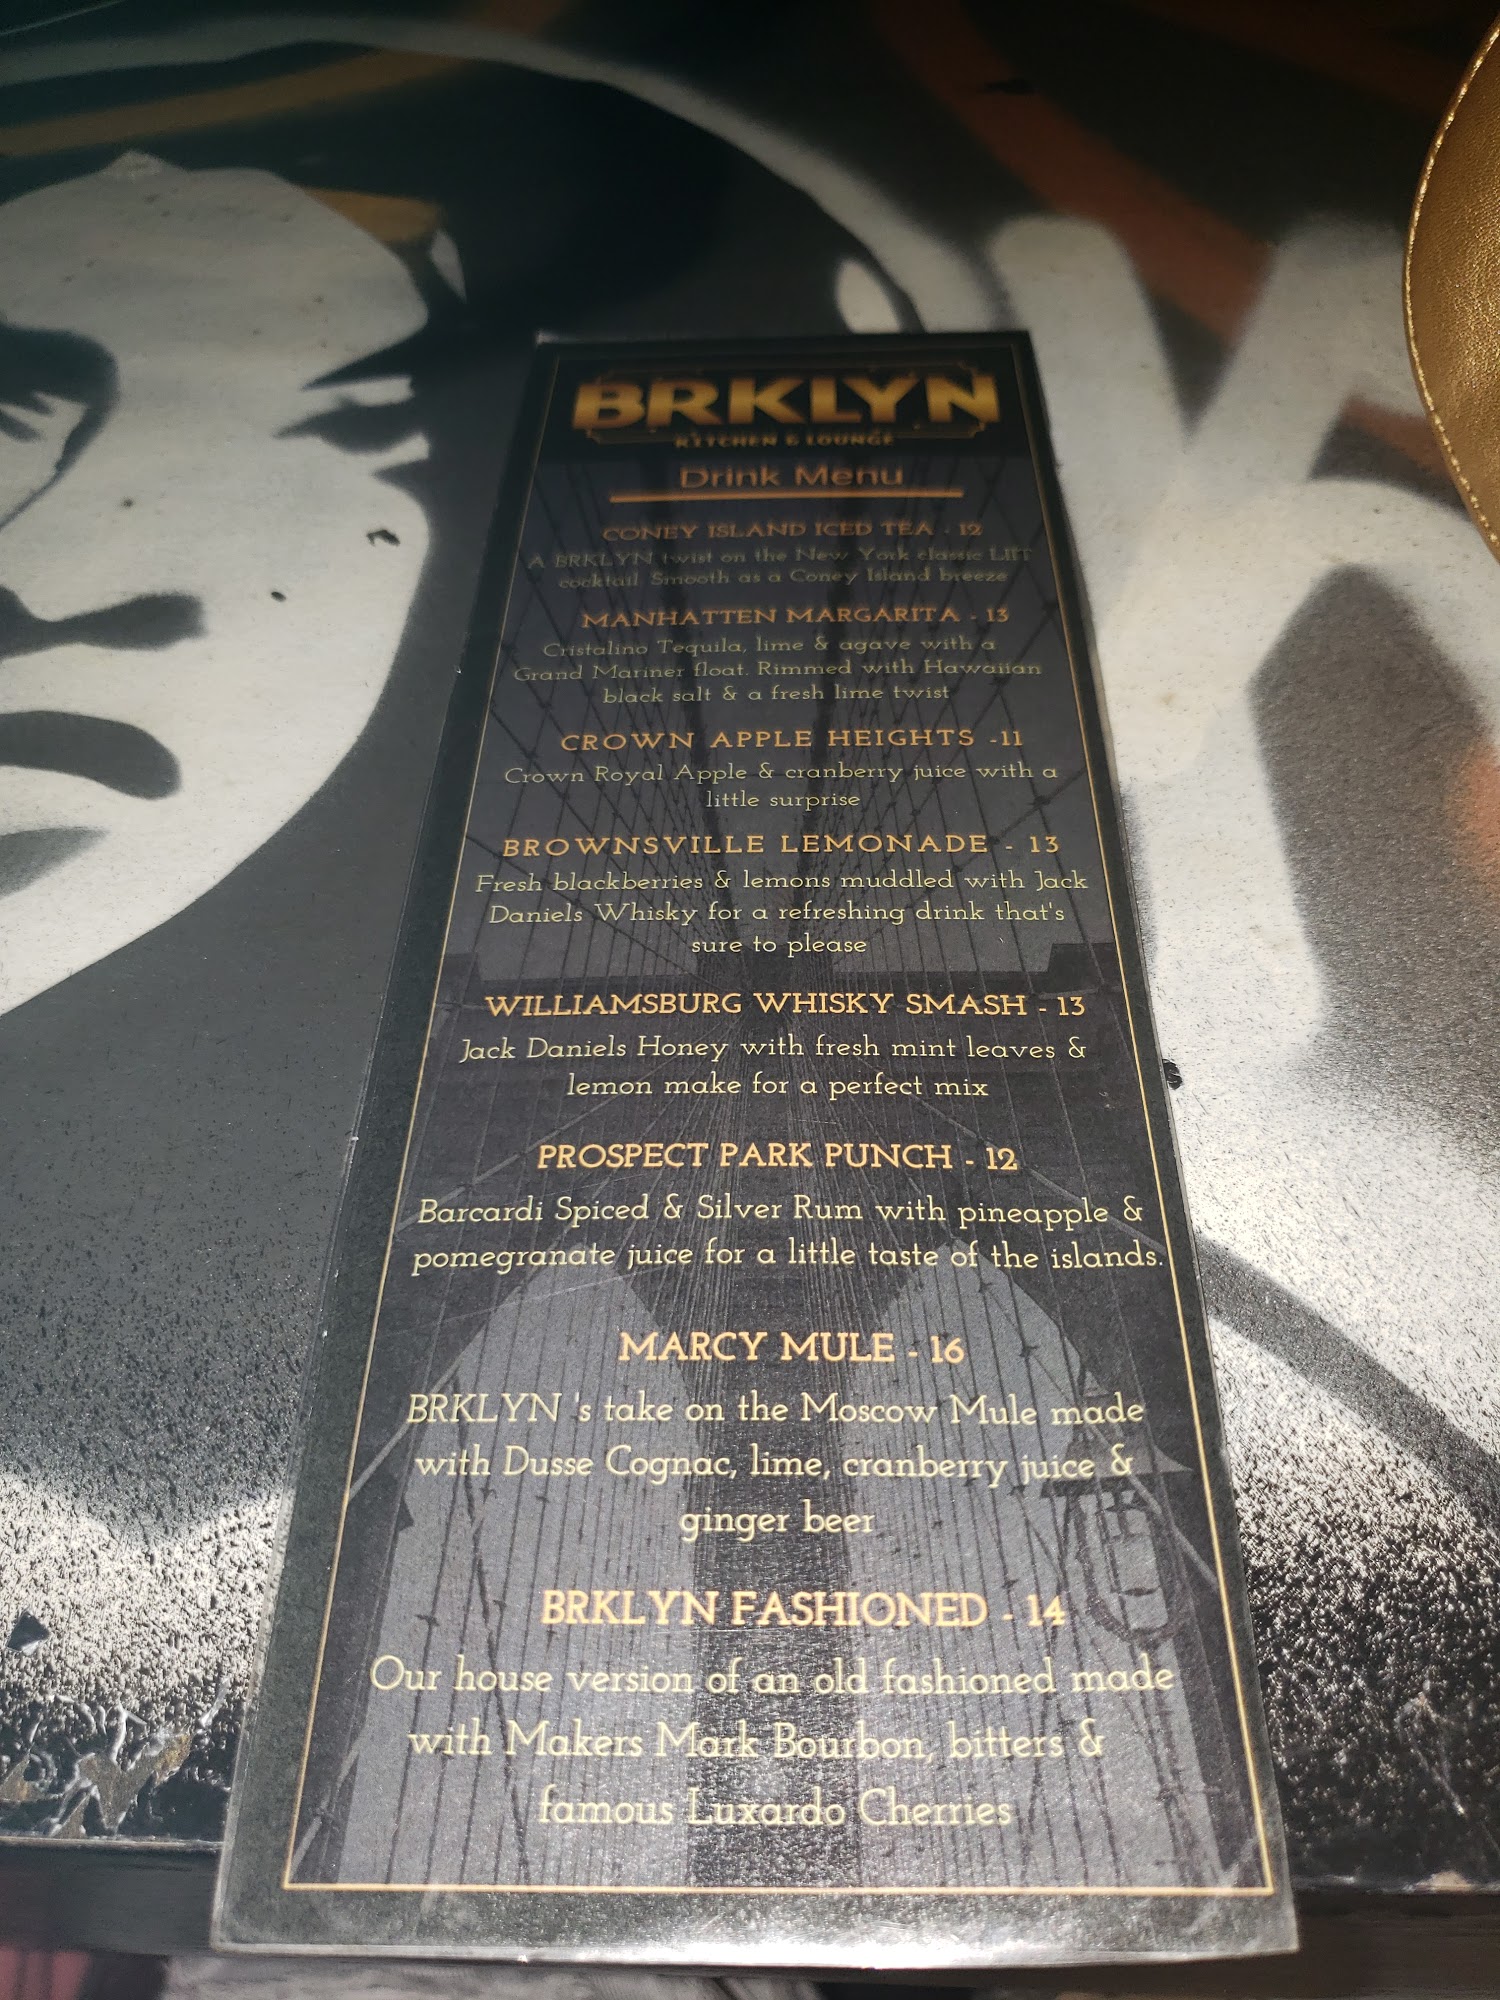 BRKLYN
KITCHEN & LOUNGE
Drink Menu
CONEY ISLAND ICED TEA - 12
A BRKLYN twist on the New York classic LIIT
cocktail. Smooth as a Coney Island breeze
MANHATTEN MARGARITA - 13
Cristalino Tequila, lime & agave with a
Grand Mariner float. Rimmed with Hawaiian
black salt & a fresh lime twist
CROWN APPLE HEIGHTS -11
Crown Royal Apple & cranberry juice with a
little surprise
BROWNSVILLE LEMONADE - 13
Fresh blackberries & lemons muddled with Jack
Daniels Whisky for a refreshing drink that's
sure to please
WILLIAMSBURG WHISKY SMASH - 13
Jack Daniels Honey with fresh mint leaves &
lemon make for a perfect mix
PROSPECT PARK PUNCH - 12
Barcardi Spiced & Silver Rum with pineapple &
pomegranate juice for a little taste of the islands.
MARCY MULE - 16
BRKLYN 's take on the Moscow Mule made
with Dusse Cognac, lime, cranberry juice &
ginger beer
BRKLYN FASHIONED - 14
Our house version of an old fashioned made
with Makers Mark Bourbon, bitters &
famous Luxardo Cherries